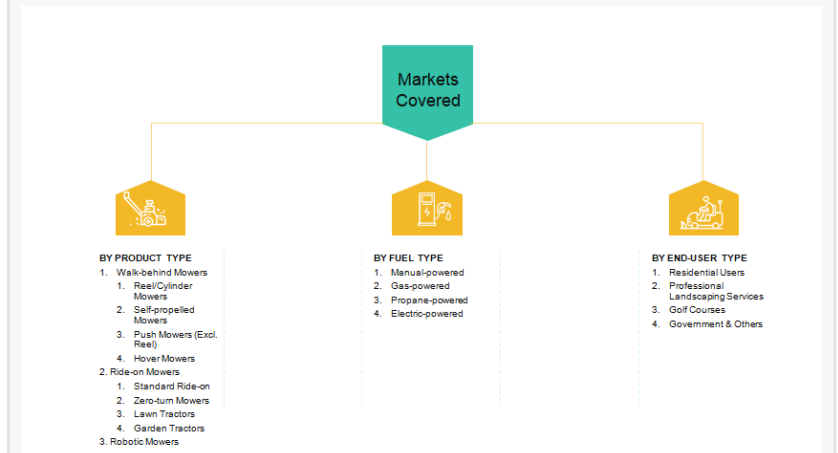 Markets
Covered
BY PRODUCT TYPE
1. Walk-behind Mowers
1. Reel/Cylinder
Mowers
2. Self-propelled
Mowers
3. Push Mowers (Excl.
Reel)
4. Hover Mowers
2. Ride-on Mowers
1. Standard Ride-on
2. Zero-turn Mowers
3. Lawn Tractors
4. Garden Tractors
3. Robotic Mowers
BY FUEL TYPE
1. Manual-powered
2. Gas-powered
3. Propane-powered
4. Electric-powered
BY END-USER TYPE
1. Residential Users
2. Professional
Landscaping Services
3. Golf Courses
4. Government & Others